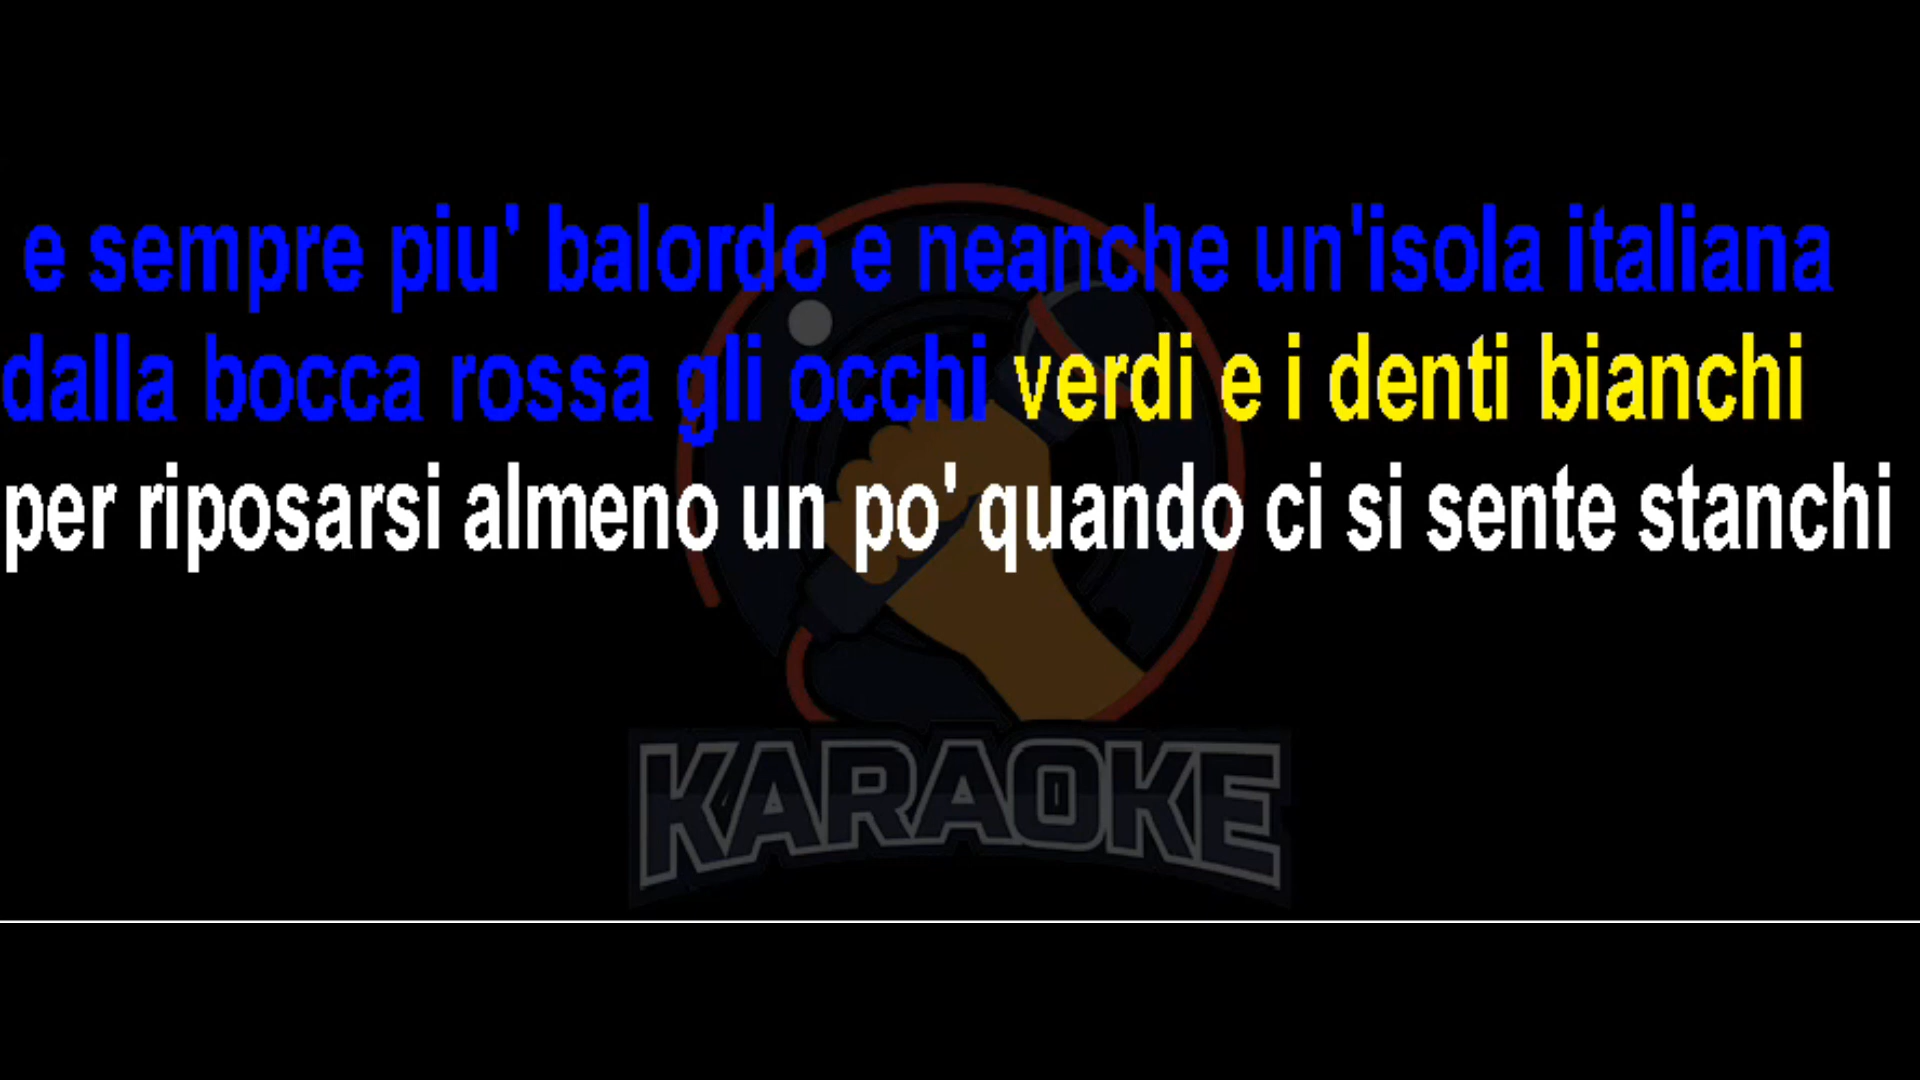 e sempre piu' balordo e neanche un'isola italiana
dalla bocca rossa gli occhi verdi e i denti bianchi
per riposarsi almeno un po' quando ci si sente stanchi
KARAOKE